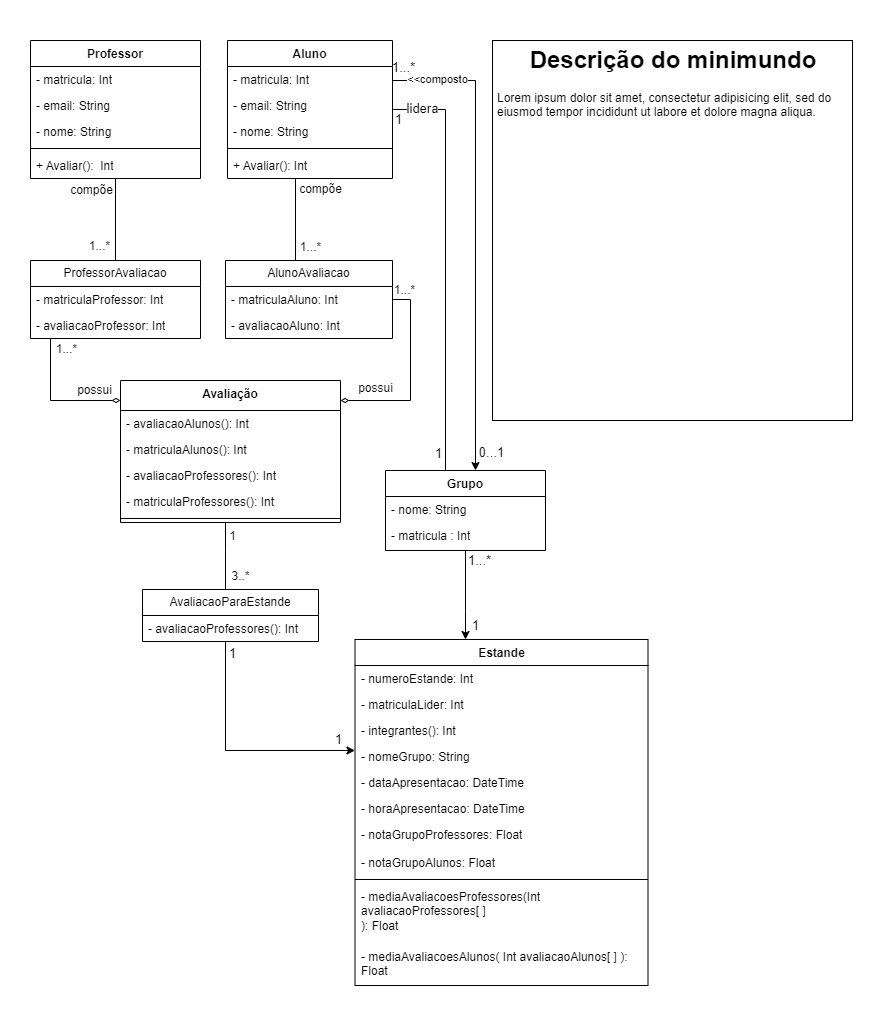 Professor
- matricula: Int
- email: String
- nome: String
+ Avaliar():  Int
compõe
1...*
Aluno
- matricula: Int
- email: String
- nome: String
+ Avaliar(): Int
compõe
1...*
1...*
<<composto
lidera
1
Descrição do minimundo
Lorem ipsum dolor sit amet, consectetur adipisicing elit, sed do
eiusmod tempor incididunt ut labore et dolore magna aliqua.
ProfessorAvaliacao
- matriculaProfessor: Int
- avaliacaoProfessor: Int
1...*
possui
AlunoAvaliacao
- matriculaAluno: Int
- avaliacaoAluno: Int
1...*
possui
Avaliação
- avaliacaoAlunos(): Int
- matriculaAlunos(): Int
- avaliacaoProfessores(): Int
- matriculaProfessores(): Int
1
3..*
1
0...1
Grupo
- nome: String
- matricula : Int
1...*
1
AvaliacaoParaEstande
- avaliacaoProfessores(): Int
1
1
Estande
- numeroEstande: Int
- matriculaLider: Int
- integrantes(): Int
- nomeGrupo: String
- dataApresentacao: DateTime
- horaApresentacao: DateTime
- notaGrupoProfessores: Float
- notaGrupoAlunos: Float
- mediaAvaliacoesProfessores(Int
avaliacaoProfessores[ ]
): Float
- mediaAvaliacoesAlunos( Int avaliacaoAlunos[ ] ):
Float